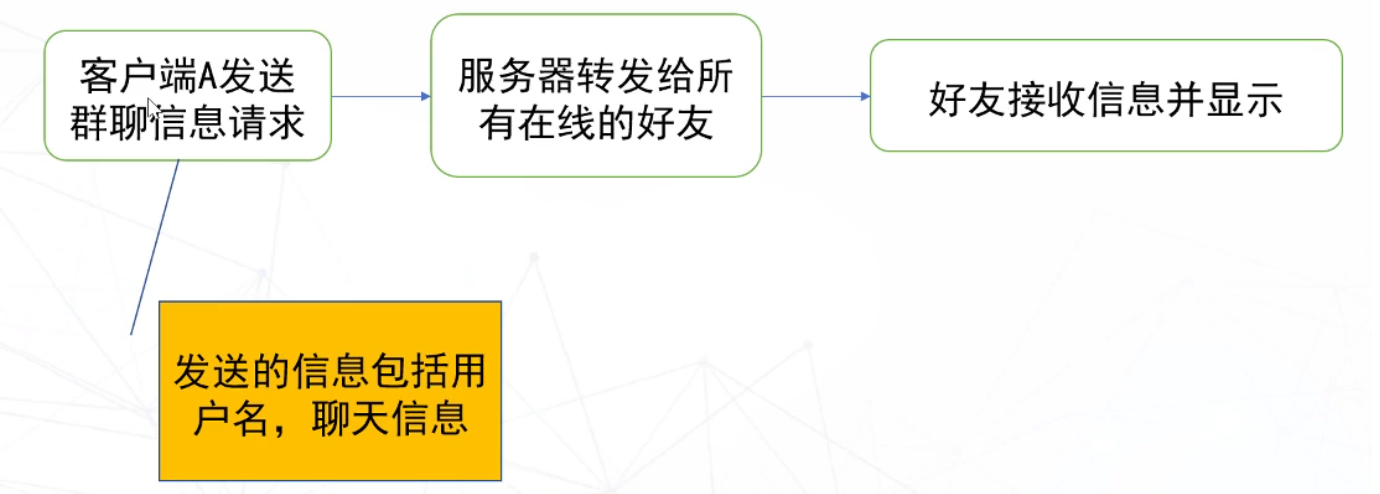 客户端A发送
群聊信息请求
服务器转发给所
有在线的好友
好友接收信息并显示
发送的信息包括用
户名，聊天信息